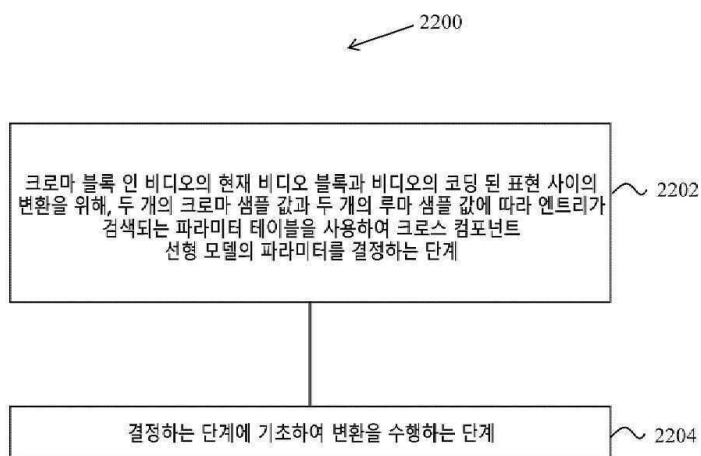 2200
크로마 블록 인 비디오의 현재 비디오 블록과 비디오의 코딩 된 표현 사이의
변환을 위해, 두 개의 크로마 샘플 값과 두 개의 루마 샘플 값에 따라 엔트리가
검색되는 파라미터 테이블을 사용하여 크로스 컴포넌트
선형 모델의 파라미터를 결정하는 단계
2202
결정하는 단계에 기초하여 변환을 수행하는 단계
2204